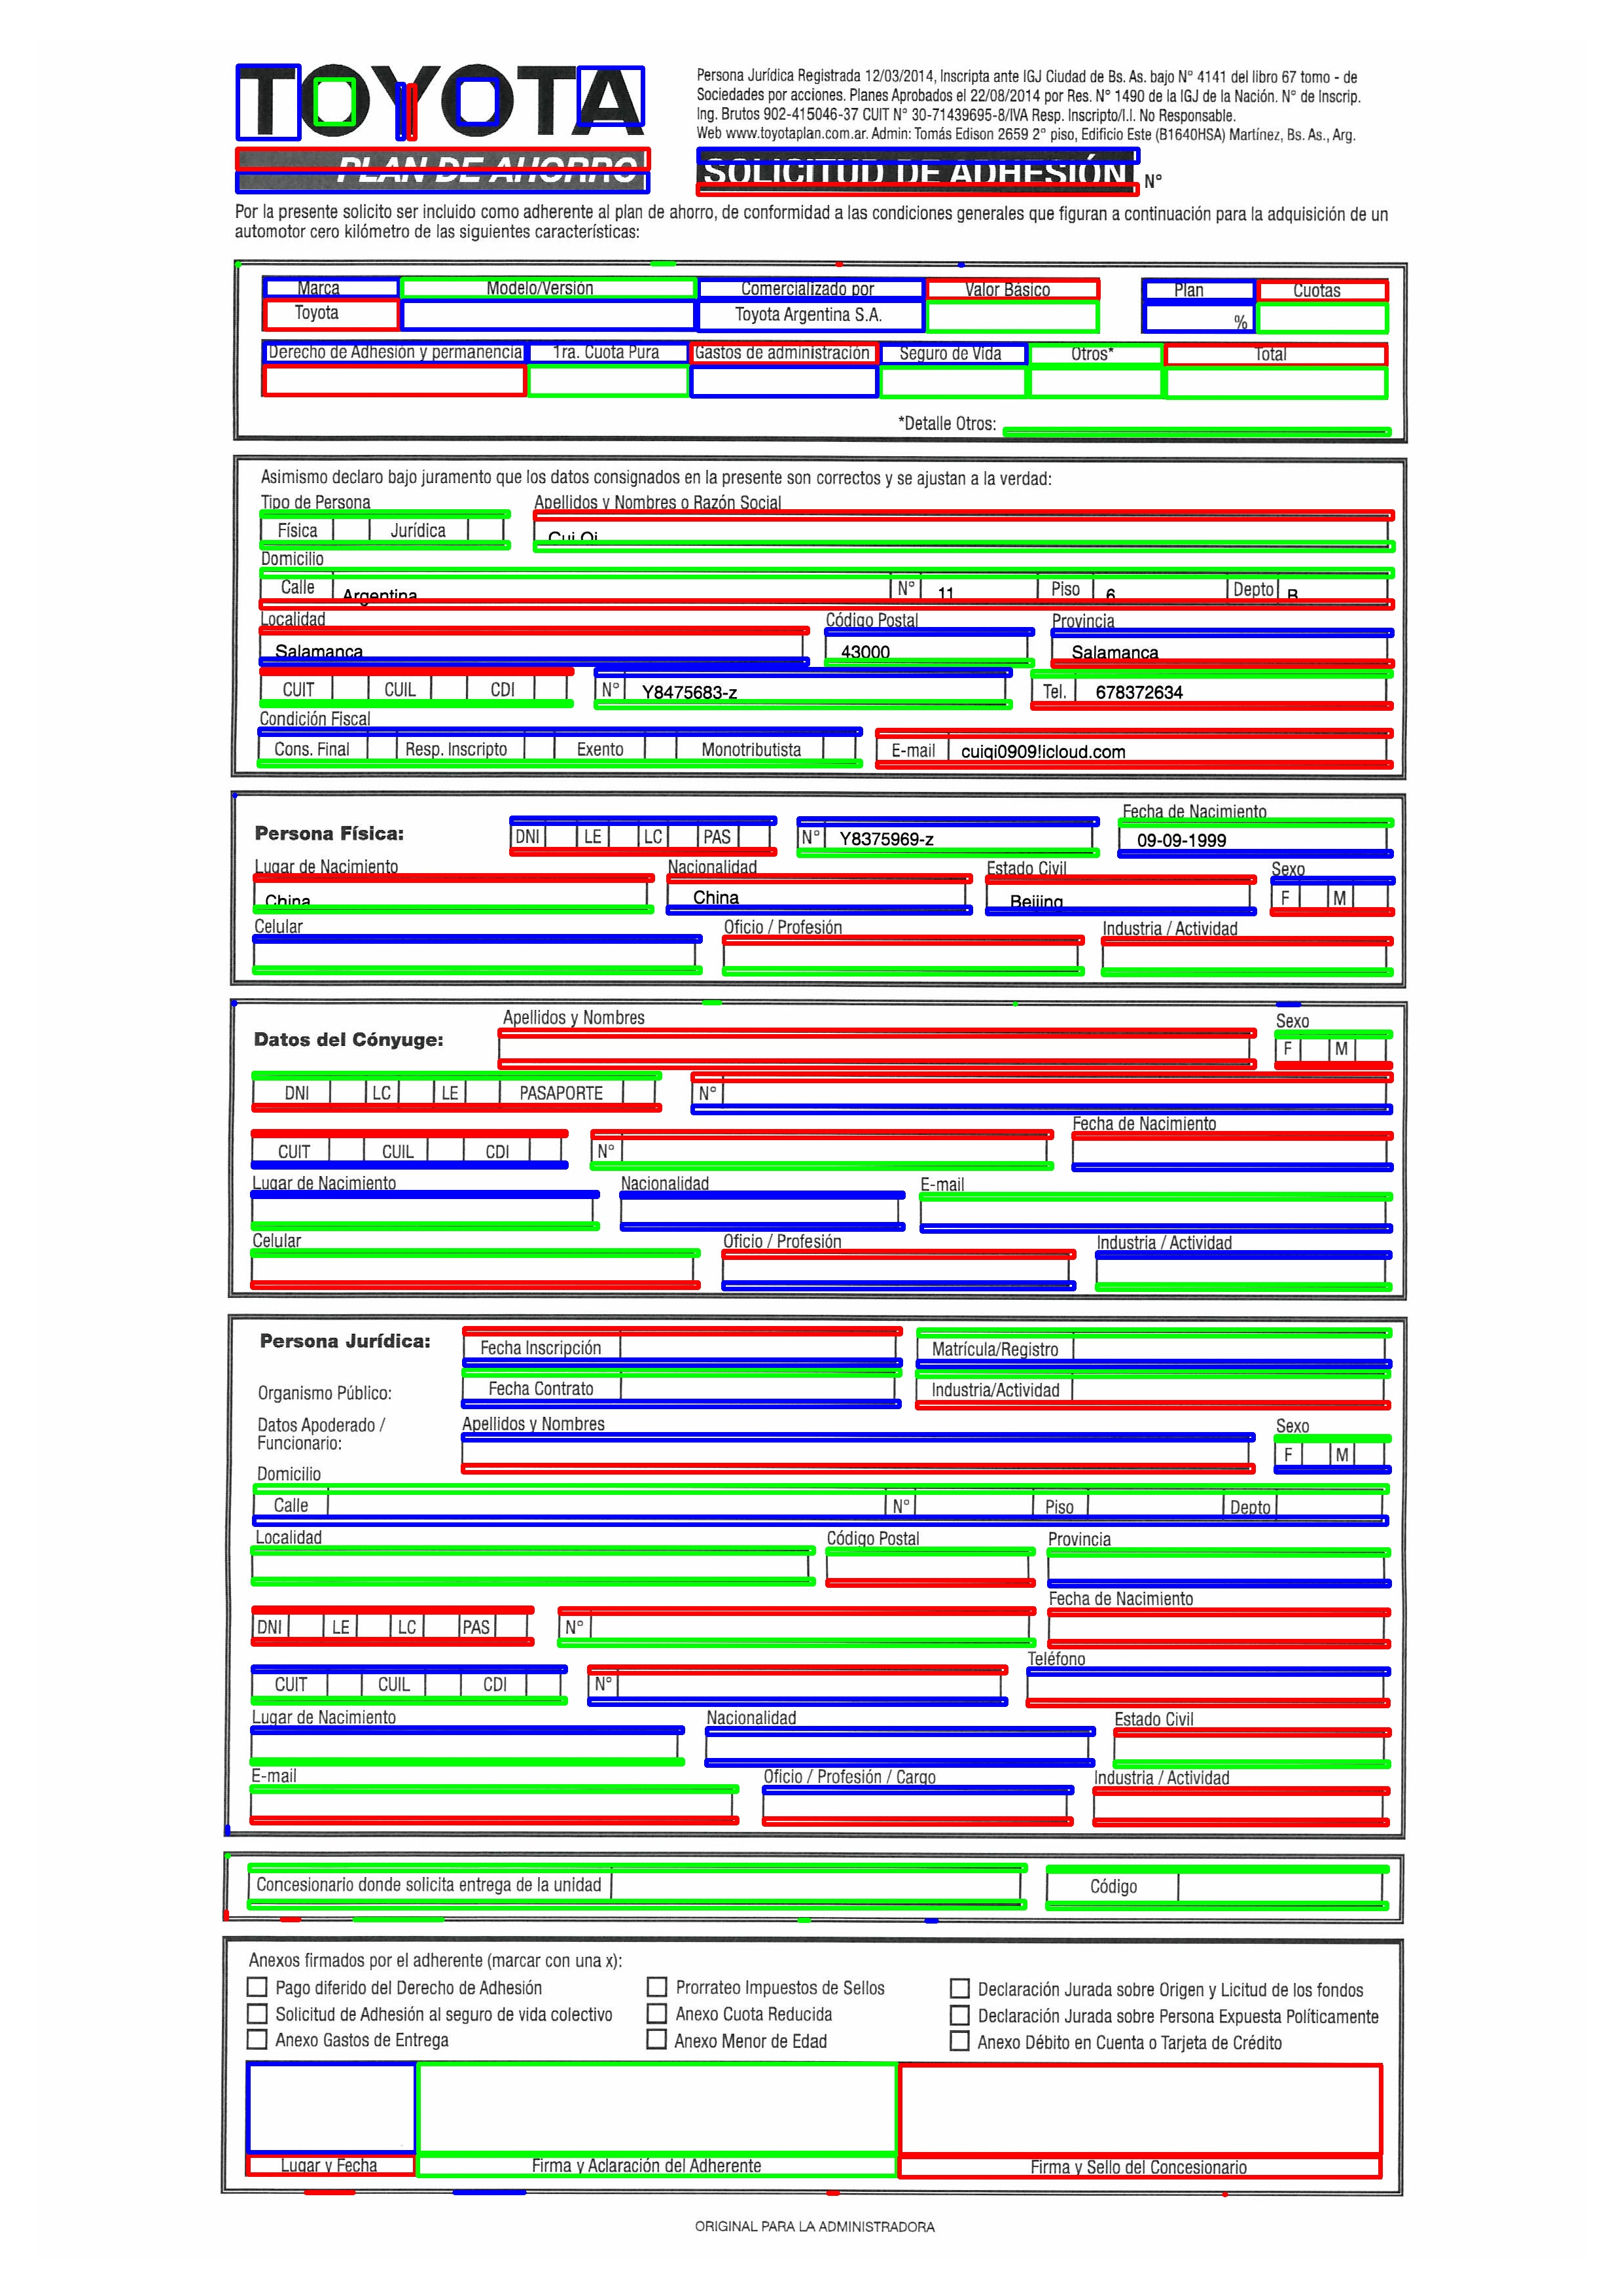 TOYOTA
PLAN DE AHORRO
Persona Jurídica Registrada 12/03/2014, Inscripta ante IGJ Ciudad de Bs. As. bajo N° 4141 del libro 67 tomo - de
Sociedades por acciones. Planes Aprobados el 22/08/2014 por Res. N° 1490 de la IGJ de la Nación. N° de Inscrip.
Ing. Brutos 902-415046-37 CUIT N° 30-71439695-8/IVA Resp. Inscripto/I.I. No Responsable.
Web www.toyotaplan.com.ar. Admin: Tomás Edison 2659 2° piso, Edificio Este (B1640HSA) Martínez, Bs. As., Arg.
SOLICITUD DE ADHESIÓN N°
Por la presente solicito ser incluido como adherente al plan de ahorro, de conformidad a las condiciones generales que figuran a continuación para la adquisición de un
automotor cero kilómetro de las siguientes características:
Marca Modelo/Versión Comercializado por Valor Básico Plan Cuotas
Toyota Toyota Argentina S.A. %
Derecho de Adhesión y permanencia 1ra. Cuota Pura Gastos de administración Seguro de Vida Otros* Total
*Detalle Otros:
Asimismo declaro bajo juramento que los datos consignados en la presente son correctos y se ajustan a la verdad:
Tipo de Persona Apellidos y Nombres o Razón Social
Física Jurídica Cui Qi
Domicilio
Calle Argentina N° 11 Piso 6 Depto B
Localidad Código Postal Provincia
Salamanca 43000 Salamanca
CUIT CUIL CDI N° Y8475683-z Tel. 678372634
Condición Fiscal
Cons. Final Resp. Inscripto Exento Monotributista E-mail cuiqi0909!icloud.com
Fecha de Nacimiento
Persona Física: DNI LE LC PAS N° Y8375969-z 09-09-1999
Lugar de Nacimiento Nacionalidad Estado Civil Sexo
China China Beijing F M
Celular Oficio / Profesión Industria / Actividad
Apellidos y Nombres Sexo
Datos del Cónyuge: F M
DNI LC LE PASAPORTE N°
Fecha de Nacimiento
CUIT CUIL CDI N°
Lugar de Nacimiento Nacionalidad E-mail
Celular Oficio / Profesión Industria / Actividad
Persona Jurídica: Fecha Inscripción Matrícula/Registro
Organismo Público: Fecha Contrato Industria/Actividad
Datos Apoderado / Apellidos y Nombres Sexo
Funcionario: F M
Domicilio
Calle N° Piso Depto
Localidad Código Postal Provincia
Fecha de Nacimiento
DNI LE LC PAS N°
Teléfono
CUIT CUIL CDI N°
Lugar de Nacimiento Nacionalidad Estado Civil
E-mail Oficio / Profesión / Cargo Industria / Actividad
Concesionario donde solicita entrega de la unidad Código
Anexos firmados por el adherente (marcar con una x):
Pago diferido del Derecho de Adhesión Prorrateo Impuestos de Sellos Declaración Jurada sobre Origen y Licitud de los fondos
Solicitud de Adhesión al seguro de vida colectivo Anexo Cuota Reducida Declaración Jurada sobre Persona Expuesta Políticamente
Anexo Gastos de Entrega Anexo Menor de Edad Anexo Débito en Cuenta o Tarjeta de Crédito
Lugar y Fecha Firma y Aclaración del Adherente Firma y Sello del Concesionario
ORIGINAL PARA LA ADMINISTRADORA